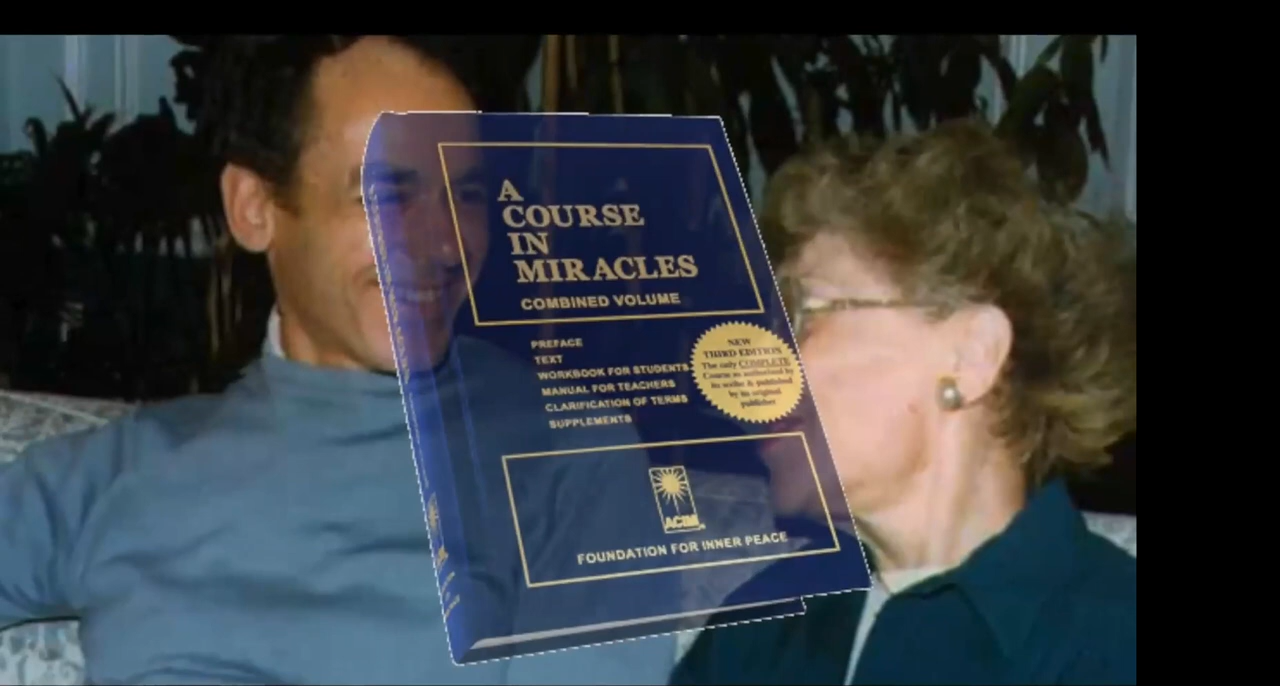 A
COURSE
IN
MIRACLES
COMBINED VOLUME
PREFACE
TEXT
WORKBOOK FOR STUDENTS
MANUAL FOR TEACHERS
CLARIFICATION OF TERMS
SUPPLEMENTS
NEW
THIRD EDITION
The only COMPLETE
Course as authorized by
its scribe & published
by its original
publisher
ACIM
FOUNDATION FOR INNER PEACE